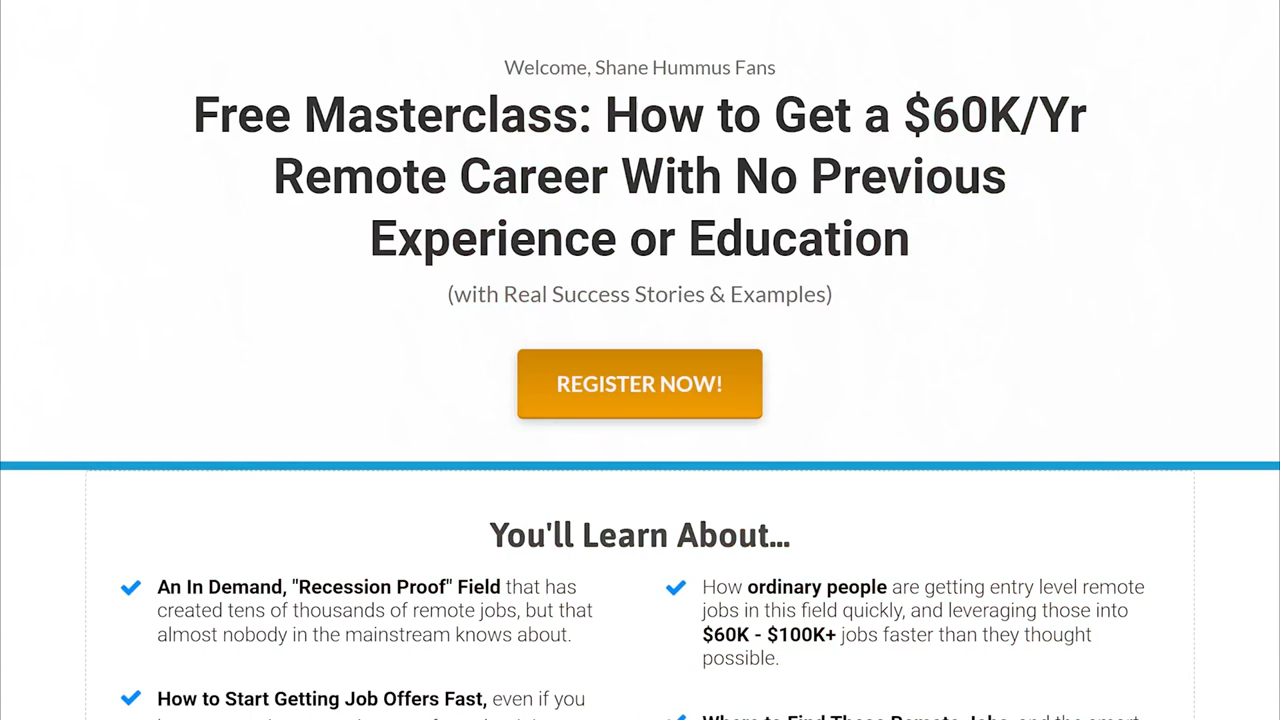 Welcome, Shane Hummus Fans
Free Masterclass: How to Get a $60K/Yr
Remote Career With No Previous
Experience or Education
(with Real Success Stories & Examples)
REGISTER NOW!
You'll Learn About...
An In Demand, "Recession Proof" Field that has
created tens of thousands of remote jobs, but that
almost nobody in the mainstream knows about.
How to Start Getting Job Offers Fast, even if you
How ordinary people are getting entry level remote
jobs in this field quickly, and leveraging those into
$60K - $100K+ jobs faster than they thought
possible.
Where to Find These Remote Jobs, and the smart